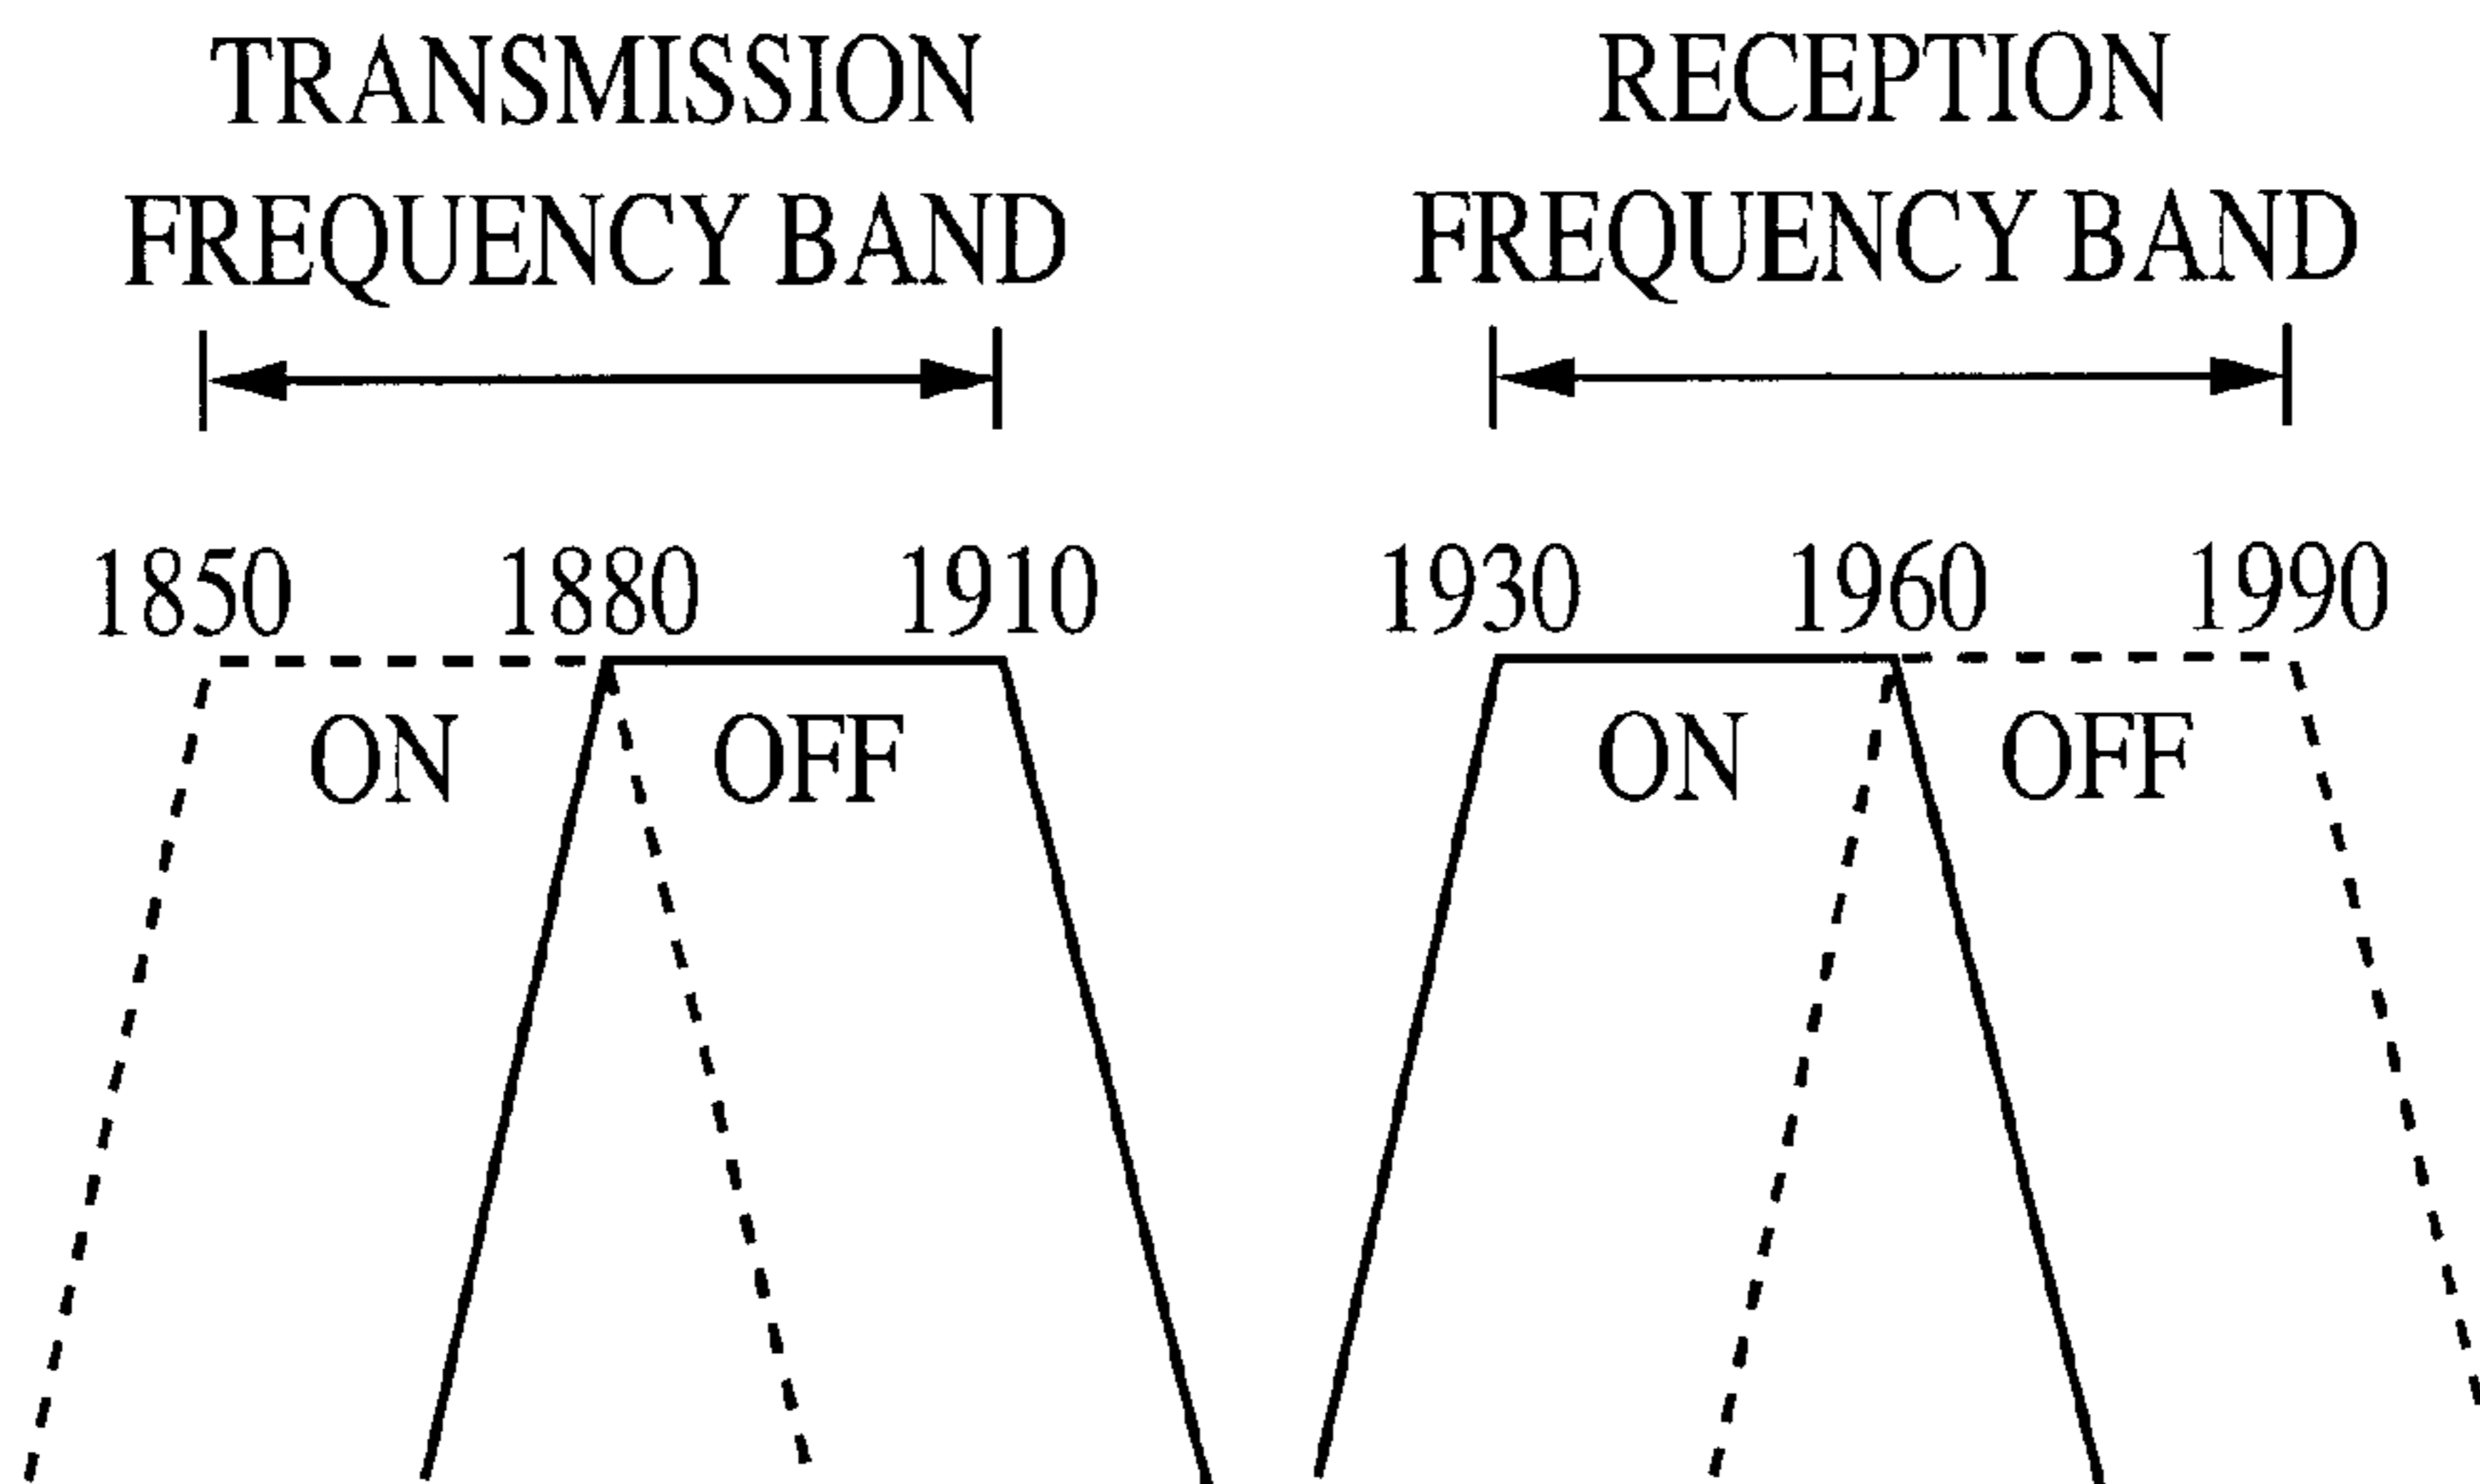 TRANSMISSION
FREQUENCY BAND
RECEPTION
FREQUENCY BAND
1850 1880 1910 1930 1960 1990
ON OFF ON OFF